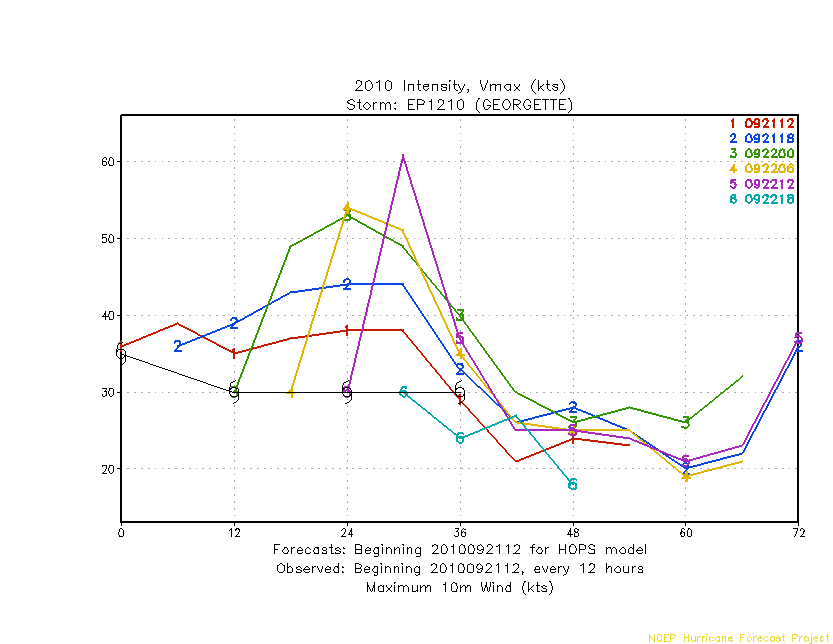 2010 Intensity, Vmax (kts)
Storm: EP1210 (GEORGETTE)
1 092112
2 092118
3 092200
4 092206
5 092212
6 092218
60
50
40
30
20
0 12 24 36 48 60 72
Forecasts: Beginning 2010092112 for HOPS model
Observed: Beginning 2010092112, every 12 hours
Maximum 10m Wind (kts)
NCEP Hurricane Forecast Project